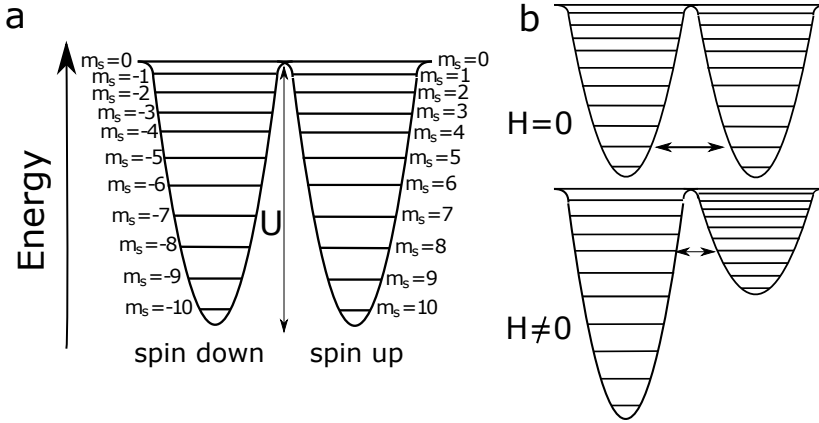 a
Energy
mₛ=0
mₛ=-1
mₛ=-2
mₛ=-3
mₛ=-4
mₛ=-5
mₛ=-6
mₛ=-7
mₛ=-8
mₛ=-9
mₛ=-10
U
mₛ=0
mₛ=1
mₛ=2
mₛ=3
mₛ=4
mₛ=5
mₛ=6
mₛ=7
mₛ=8
mₛ=9
mₛ=10
spin down
spin up
b
H=0
H≠0